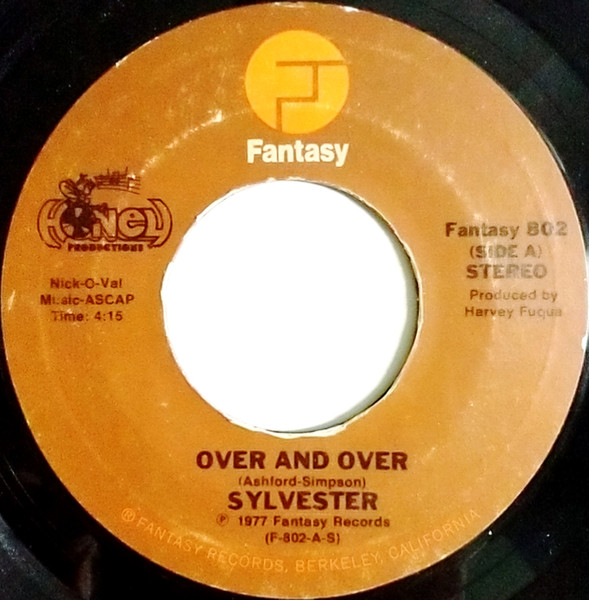 Fantasy
HONEY
PRODUCTIONS
Nick-O-Val
Music-ASCAP
Time: 4:15
Fantasy 802
(SIDE A)
STEREO
Produced by
Harvey Fuqua
OVER AND OVER
(Ashford-Simpson)
SYLVESTER
℗ 1977 Fantasy Records
(F-802-A-S)
® FANTASY RECORDS, BERKELEY, CALIFORNIA